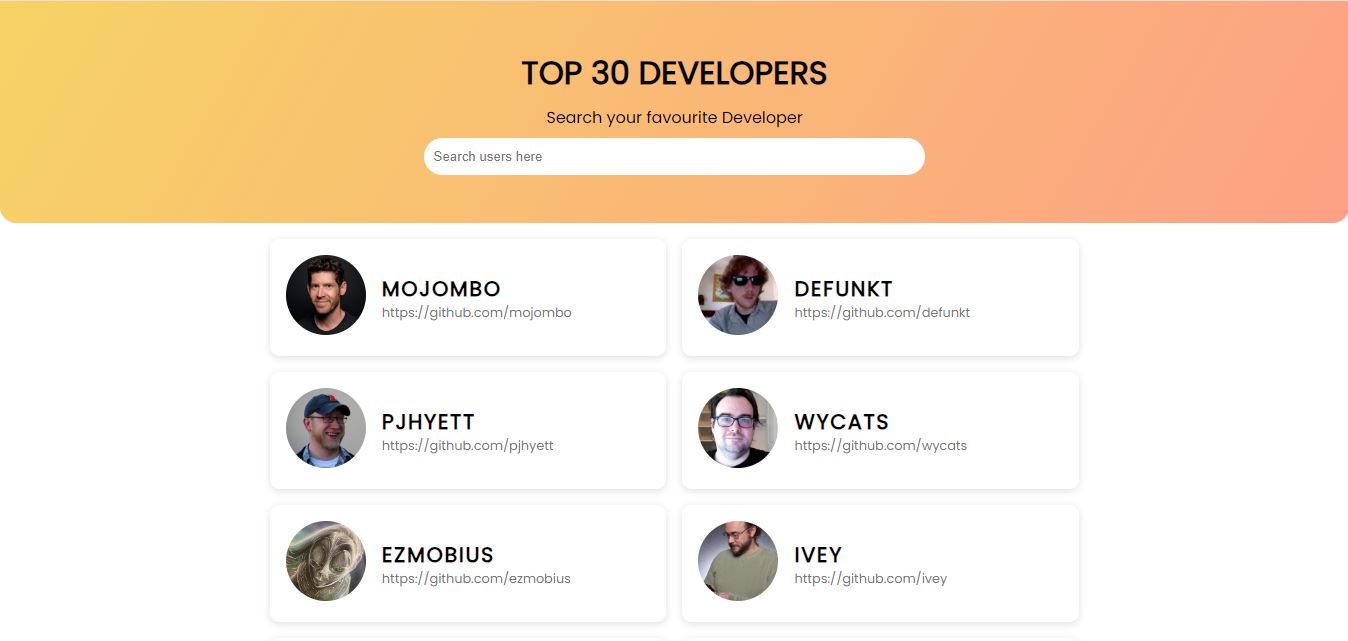 TOP 30 DEVELOPERS
Search your favourite Developer
Search users here
MOJOMBO
https://github.com/mojombo
DEFUNKT
https://github.com/defunkt
PJHYETT
https://github.com/pjhyett
WYCATS
https://github.com/wycats
EZMOBIUS
https://github.com/ezmobius
IVEY
https://github.com/ivey